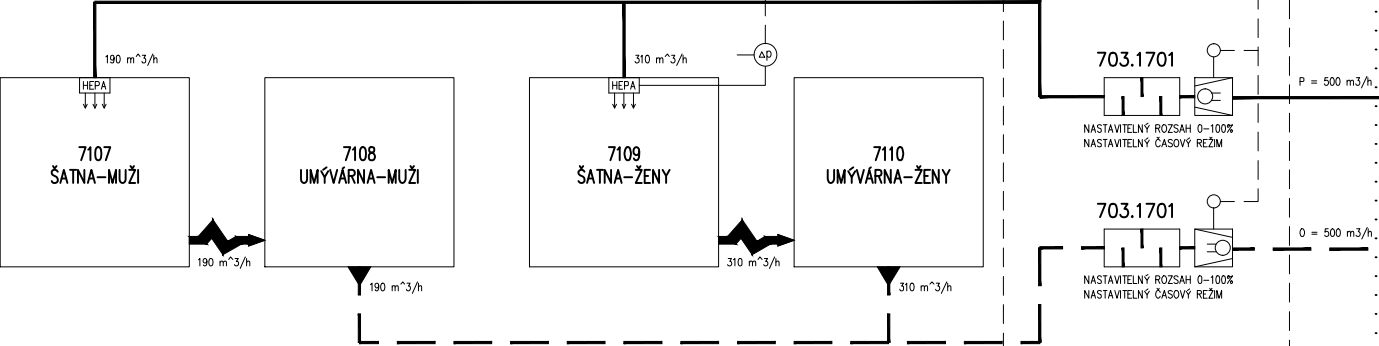 190 m^3/h
310 m^3/h
Δp
703.1701
HEPA
HEPA
P = 500 m3/h
NASTAVITELNÝ ROZSAH 0-100%
NASTAVITELNÝ ČASOVÝ REŽIM
7107
ŠATNA-MUŽI
7108
UMÝVÁRNA-MUŽI
7109
ŠATNA-ŽENY
7110
UMÝVÁRNA-ŽENY
703.1701
O = 500 m3/h
190 m^3/h
310 m^3/h
190 m^3/h
310 m^3/h
NASTAVITELNÝ ROZSAH 0-100%
NASTAVITELNÝ ČASOVÝ REŽIM